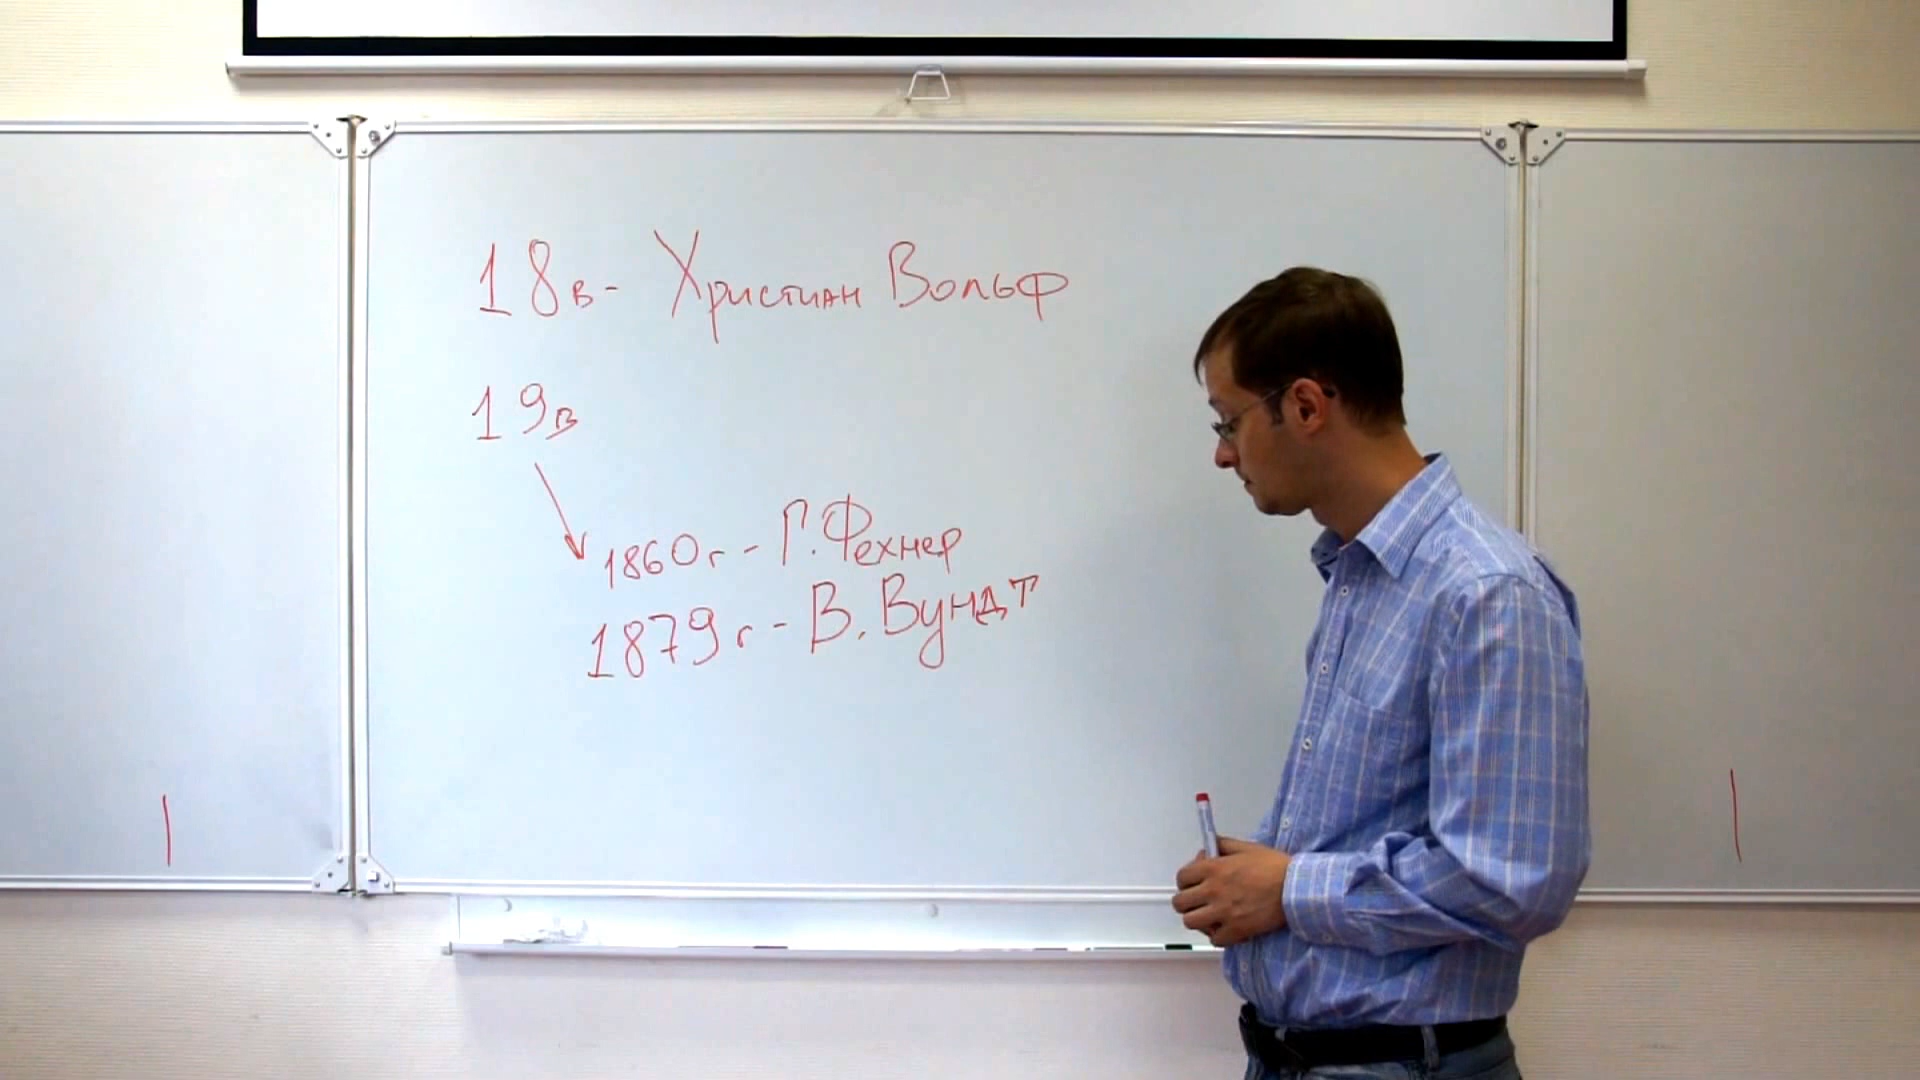 18в- Христиан Вольф
19в
1860г - Г. Фехнер
1879г - В. Вундт